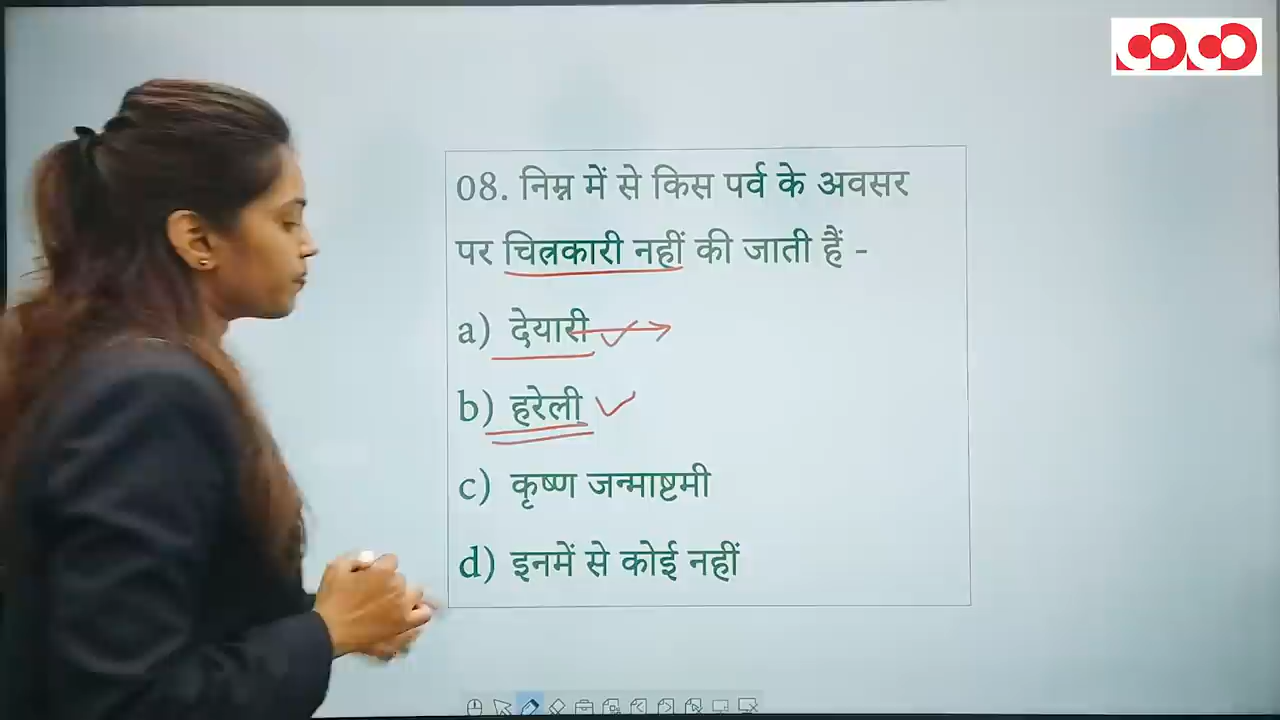 08. निम्न में से किस पर्व के अवसर
पर चित्रकारी नहीं की जाती हैं -
a) देयारी
b) हरेली
c) कृष्ण जन्माष्टमी
d) इनमें से कोई नहीं